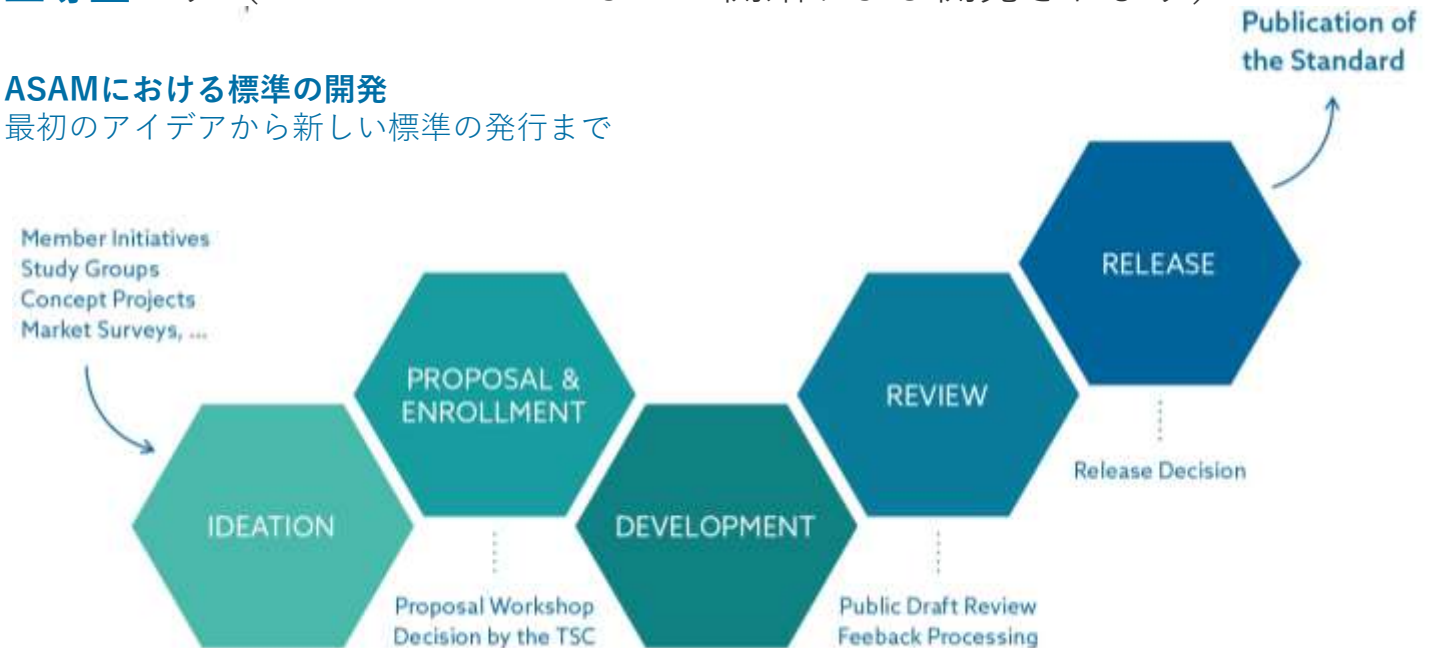 Publication of
the Standard
ASAMにおける標準の開発
最初のアイデアから新しい標準の発行まで
Member Initiatives
Study Groups
Concept Projects
Market Surveys, ...
RELEASE
PROPOSAL &
ENROLLMENT
REVIEW
Release Decision
IDEATION
DEVELOPMENT
Proposal Workshop
Decision by the TSC
Public Draft Review
Feeback Processing